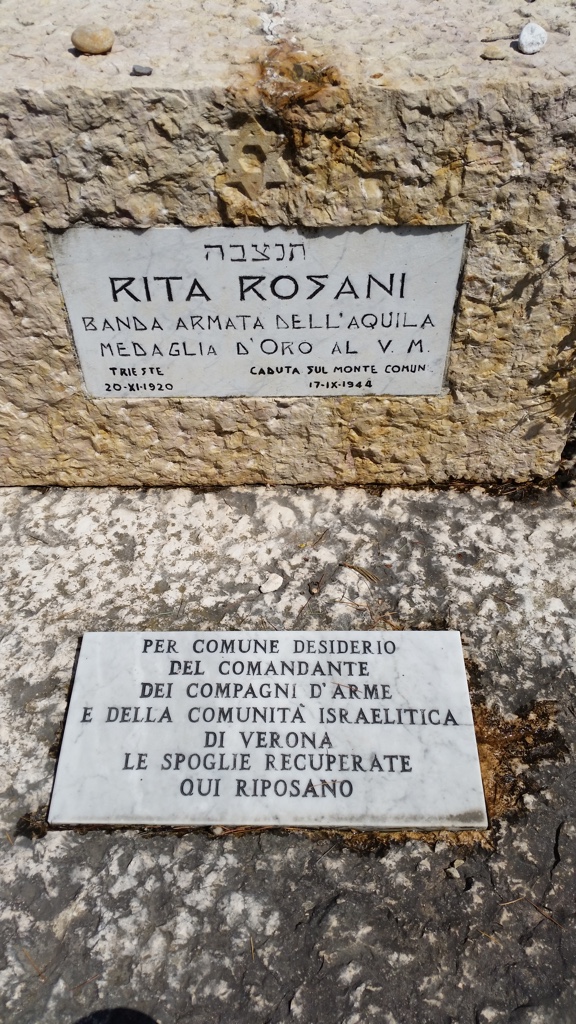 תנצבה
RITA ROSANI
BANDA ARMATA DELL'AQUILA
MEDAGLIA D'ORO AL V. M.
TRIESTE CADUTA SUL MONTE COMUN
20-XI-1920 17-IX-1944
PER COMUNE DESIDERIO
DEL COMANDANTE
DEI COMPAGNI D'ARME
E DELLA COMUNITÀ ISRAELITICA
DI VERONA
LE SPOGLIE RECUPERATE
QUI RIPOSANO